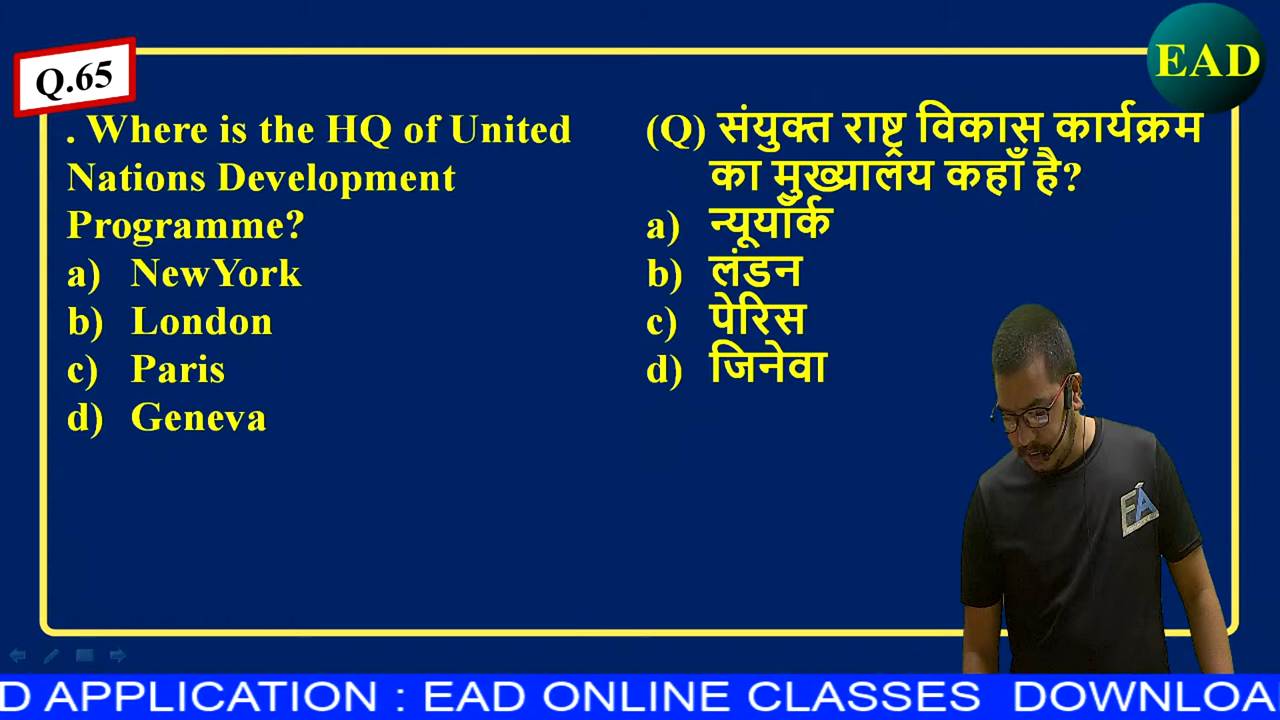 Q.65
EAD
. Where is the HQ of United
Nations Development
Programme?
a) NewYork
b) London
c) Paris
d) Geneva
(Q) संयुक्त राष्ट्र विकास कार्यक्रम
का मुख्यालय कहाँ है?
a) न्यूयॉर्क
b) लंडन
c) पेरिस
d) जिनेवा
EA
D APPLICATION : EAD ONLINE CLASSES DOWNLOA